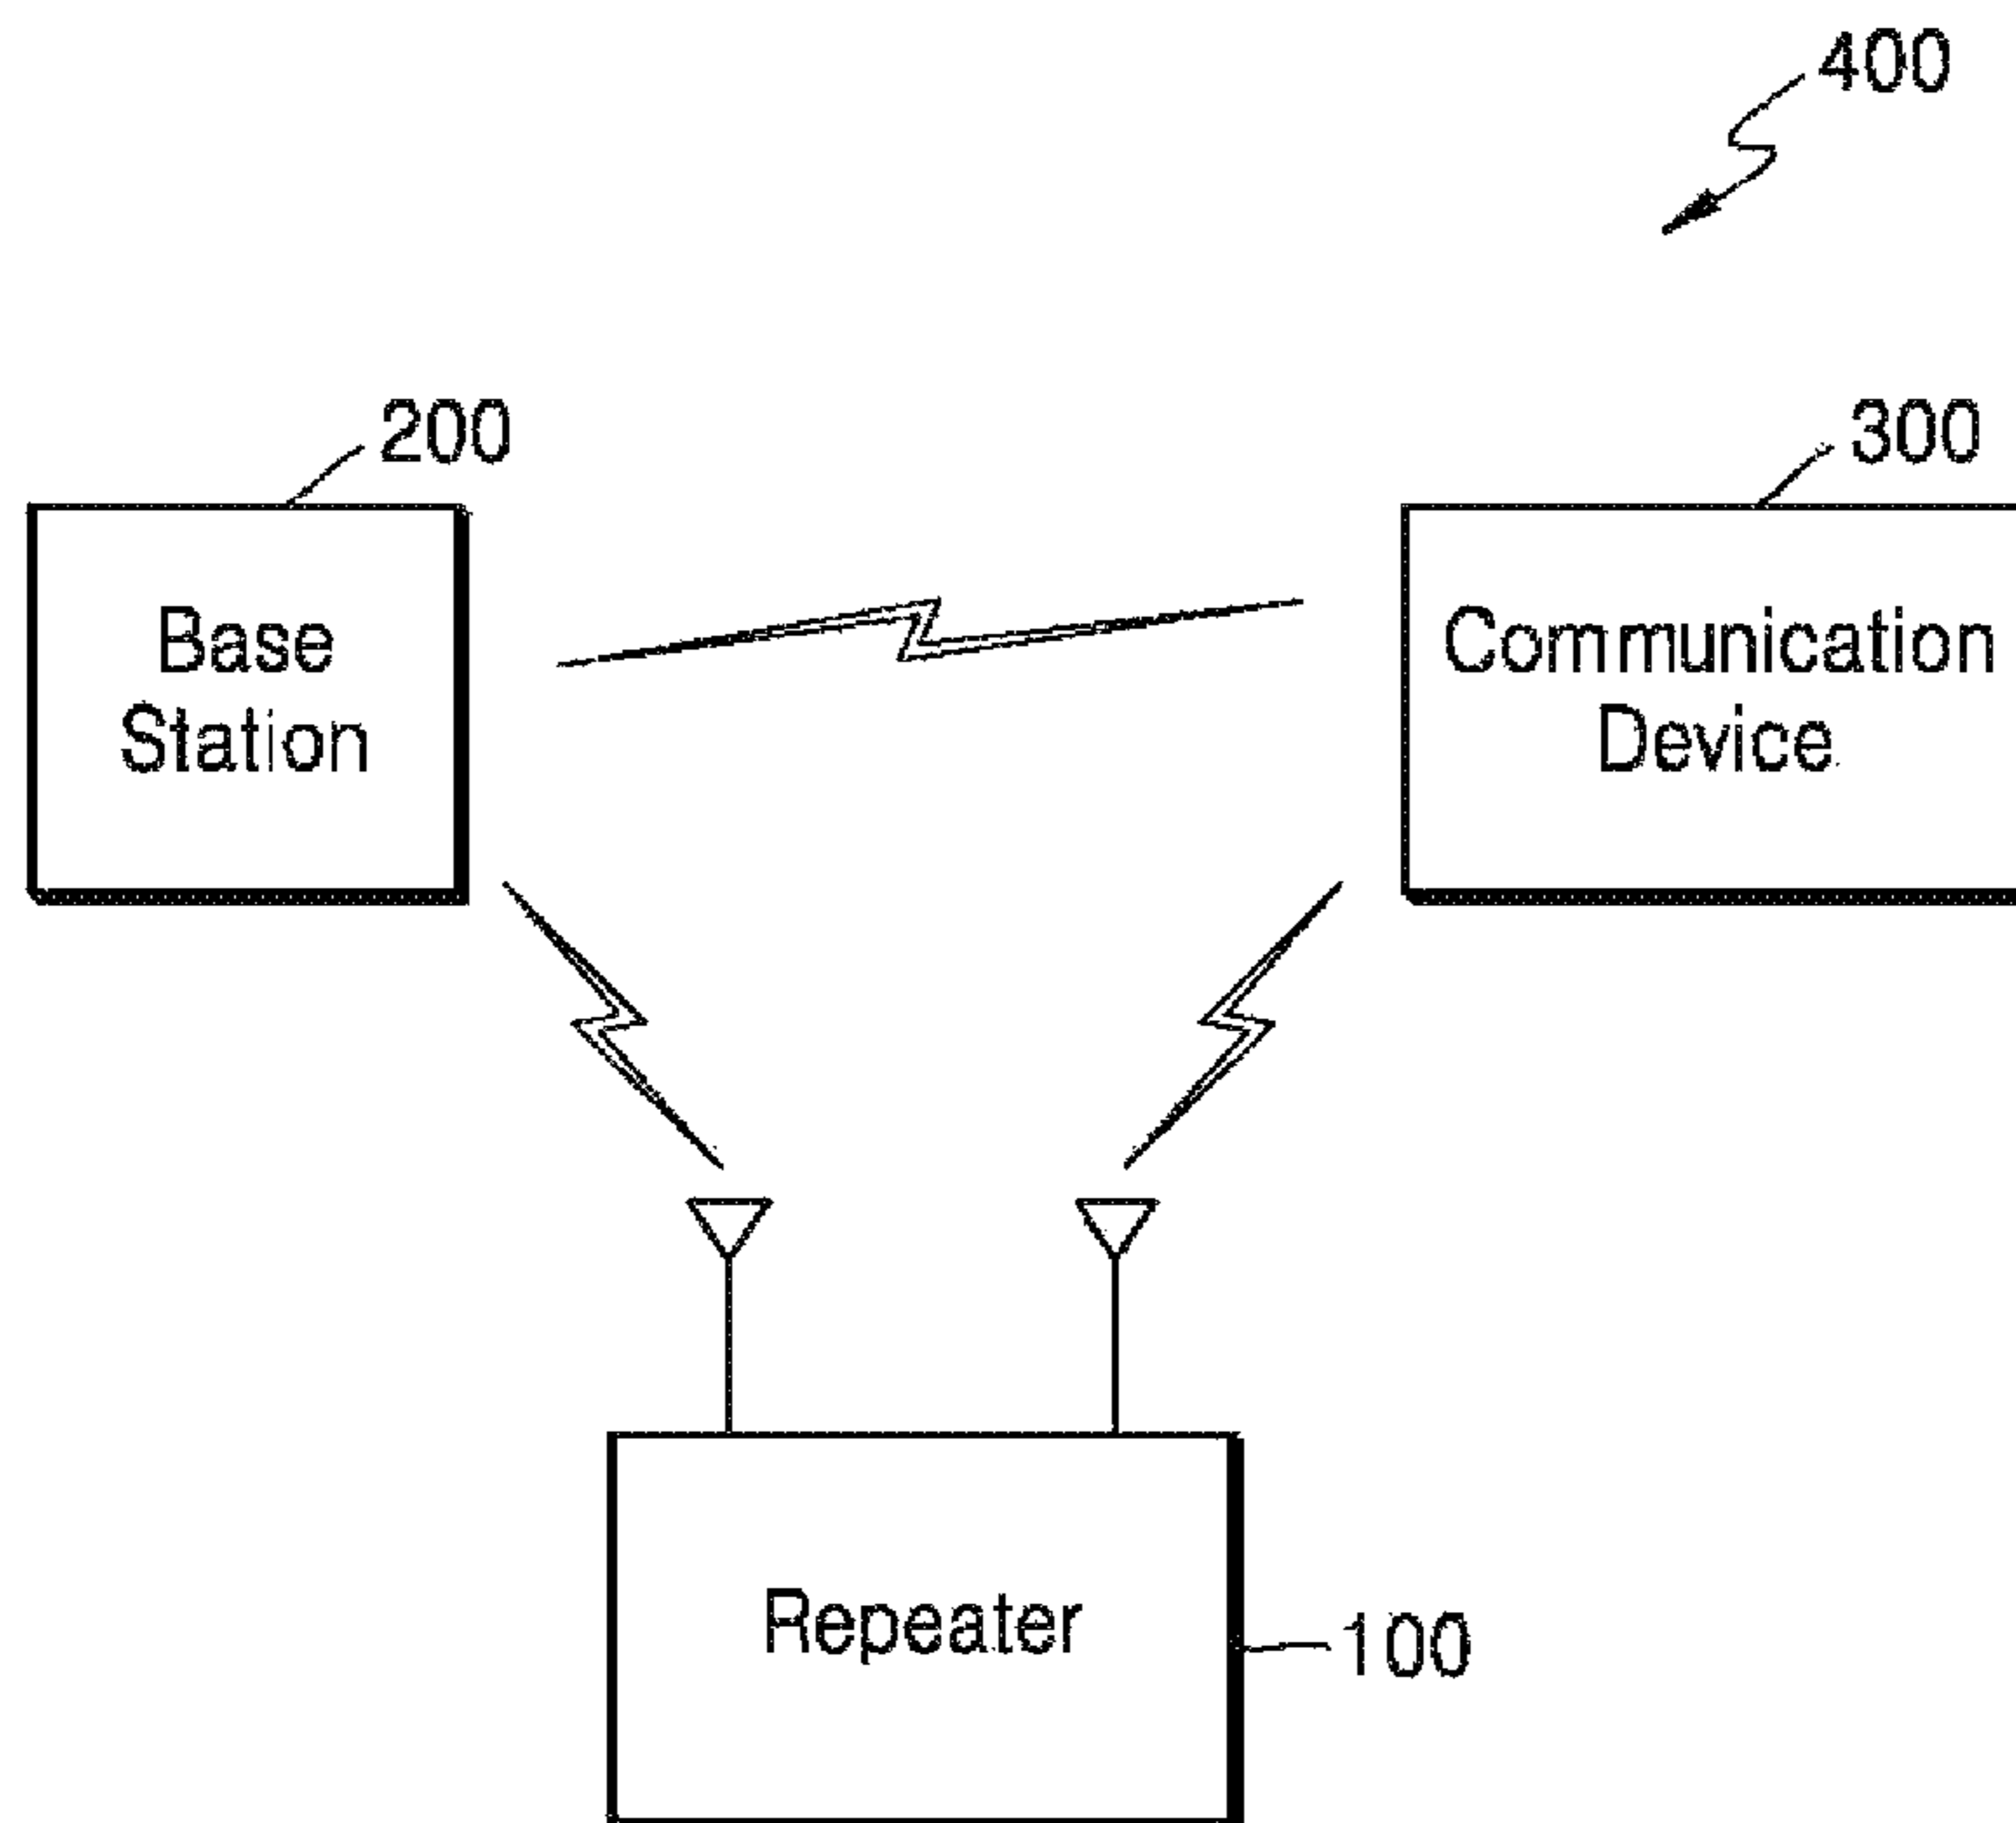 400
200
300
Base
Station
Communication
Device
Repeater
100